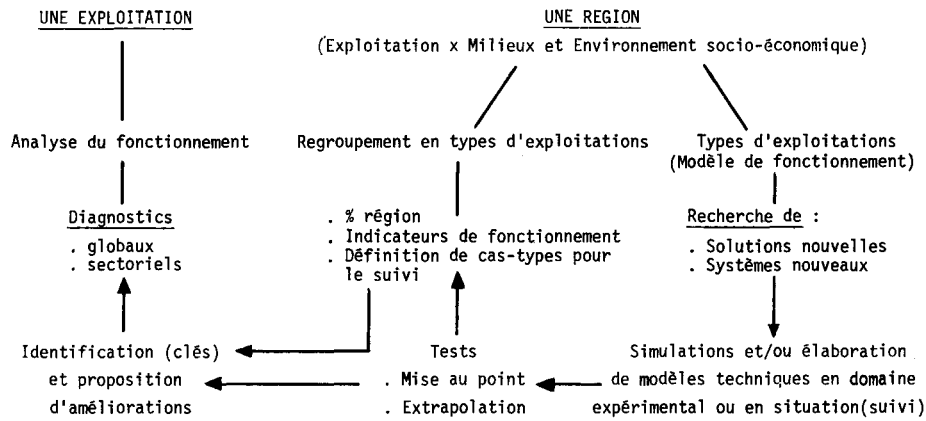 UNE EXPLOITATION
UNE REGION
(Exploitation x Milieux et Environnement socio-économique)
Analyse du fonctionnement
Regroupement en types d'exploitations
Types d'exploitations
(Modèle de fonctionnement)
Diagnostics
. globaux
. sectoriels
. % région
. Indicateurs de fonctionnement
. Définition de cas-types pour
le suivi
Recherche de :
. Solutions nouvelles
. Systèmes nouveaux
Identification (clés)
et proposition
d'améliorations
Tests
. Mise au point
. Extrapolation
Simulations et/ou élaboration
de modèles techniques en domaine
expérimental ou en situation(suivi)